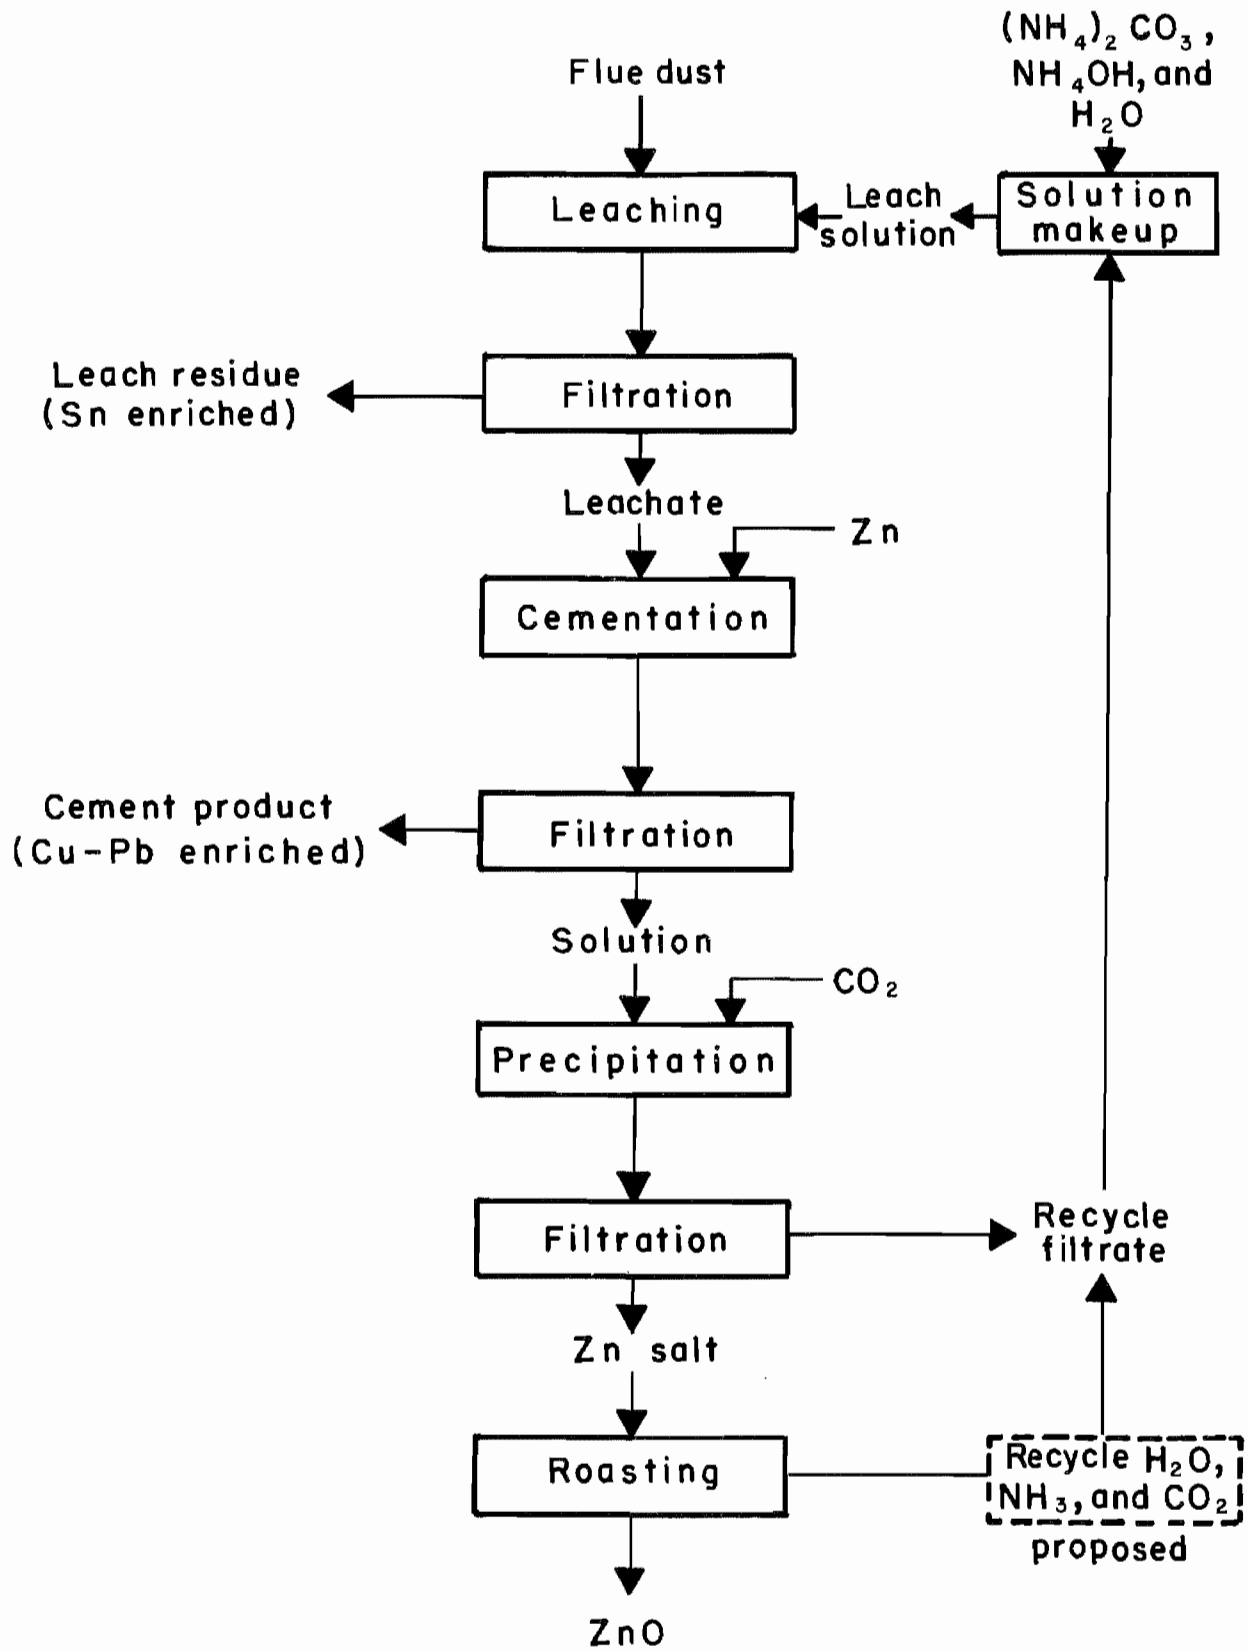 (NH₄)₂ CO₃,
NH₄OH, and
H₂O
Flue dust
Leaching
Leach
solution
Solution
makeup
Leach residue
(Sn enriched)
Filtration
Leachate
Zn
Cementation
Cement product
(Cu-Pb enriched)
Filtration
Solution
CO₂
Precipitation
Filtration
Recycle
filtrate
Zn salt
Roasting
Recycle H₂O,
NH₃, and CO₂
proposed
ZnO